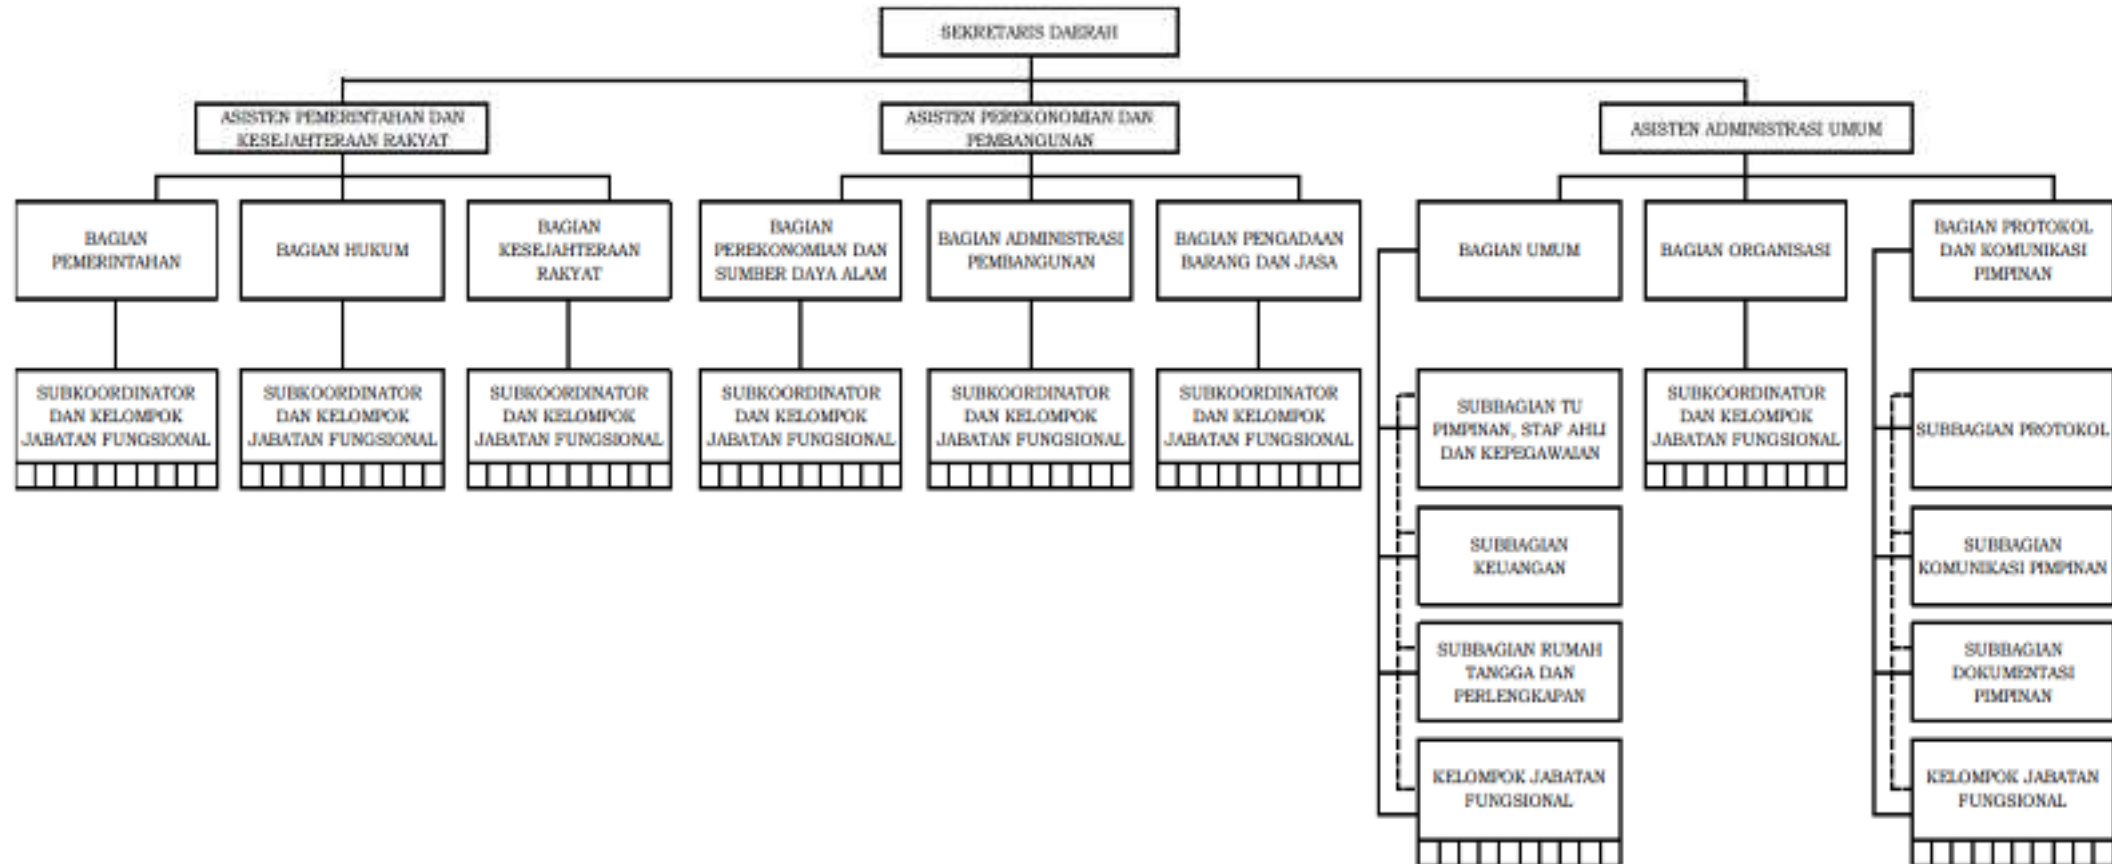 SEKRETARIS DAERAH
ASISTEN PEMERINTAHAN DAN
KESEJAHTERAAN RAKYAT
ASISTEN PEREKONOMIAN DAN
PEMBANGUNAN
ASISTEN ADMINISTRASI UMUM
BAGIAN
PEMERINTAHAN
BAGIAN HUKUM
BAGIAN
KESEJAHTERAAN
RAKYAT
BAGIAN
PEREKONOMIAN DAN
SUMBER DAYA ALAM
BAGIAN ADMINISTRASI
PEMBANGUNAN
BAGIAN PENGADAAN
BARANG DAN JASA
BAGIAN UMUM
BAGIAN ORGANISASI
BAGIAN PROTOKOL
DAN KOMUNIKASI
PIMPINAN
SUBKOORDINATOR
DAN KELOMPOK
JABATAN FUNGSIONAL
SUBKOORDINATOR
DAN KELOMPOK
JABATAN FUNGSIONAL
SUBKOORDINATOR
DAN KELOMPOK
JABATAN FUNGSIONAL
SUBKOORDINATOR
DAN KELOMPOK
JABATAN FUNGSIONAL
SUBKOORDINATOR
DAN KELOMPOK
JABATAN FUNGSIONAL
SUBKOORDINATOR
DAN KELOMPOK
JABATAN FUNGSIONAL
SUBBAGIAN TU
PIMPINAN, STAF AHLI
DAN KEPEGAWAIAN
SUBKOORDINATOR
DAN KELOMPOK
JABATAN FUNGSIONAL
SUBBAGIAN PROTOKOL
SUBBAGIAN
KEUANGAN
SUBBAGIAN
KOMUNIKASI PIMPINAN
SUBBAGIAN RUMAH
TANGGA DAN
PERLENGKAPAN
SUBBAGIAN
DOKUMENTASI
PIMPINAN
KELOMPOK JABATAN
FUNGSIONAL
KELOMPOK JABATAN
FUNGSIONAL